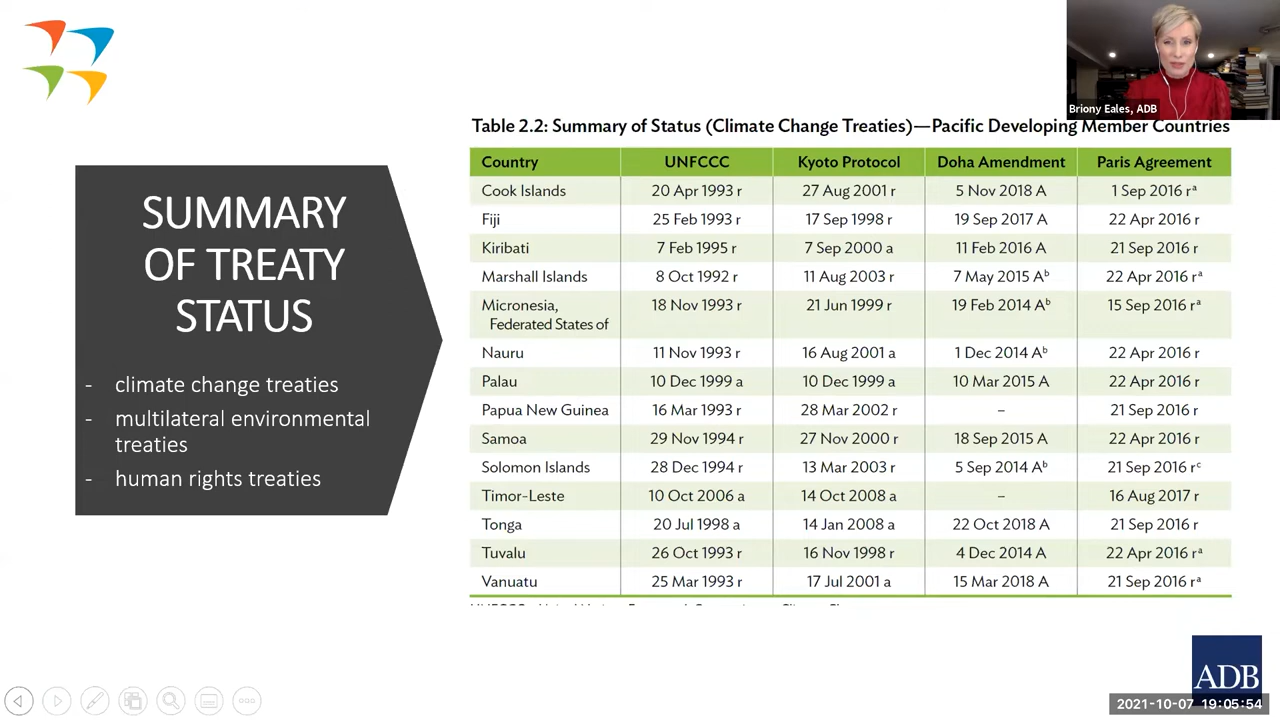 Briony Eales, ADB
SUMMARY
OF TREATY
STATUS
- climate change treaties
- multilateral environmental
treaties
- human rights treaties
Table 2.2: Summary of Status (Climate Change Treaties)—Pacific Developing Member Countries
Country UNFCCC Kyoto Protocol Doha Amendment Paris Agreement
Cook Islands 20 Apr 1993 r 27 Aug 2001 r 5 Nov 2018 A 1 Sep 2016 rᵃ
Fiji 25 Feb 1993 r 17 Sep 1998 r 19 Sep 2017 A 22 Apr 2016 r
Kiribati 7 Feb 1995 r 7 Sep 2000 a 11 Feb 2016 A 21 Sep 2016 r
Marshall Islands 8 Oct 1992 r 11 Aug 2003 r 7 May 2015 Aᵇ 22 Apr 2016 rᵃ
Micronesia, 18 Nov 1993 r 21 Jun 1999 r 19 Feb 2014 Aᵇ 15 Sep 2016 rᵃ
Federated States of
Nauru 11 Nov 1993 r 16 Aug 2001 a 1 Dec 2014 Aᵇ 22 Apr 2016 r
Palau 10 Dec 1999 a 10 Dec 1999 a 10 Mar 2015 A 22 Apr 2016 r
Papua New Guinea 16 Mar 1993 r 28 Mar 2002 r – 21 Sep 2016 r
Samoa 29 Nov 1994 r 27 Nov 2000 r 18 Sep 2015 A 22 Apr 2016 r
Solomon Islands 28 Dec 1994 r 13 Mar 2003 r 5 Sep 2014 Aᵇ 21 Sep 2016 rᶜ
Timor-Leste 10 Oct 2006 a 14 Oct 2008 a – 16 Aug 2017 r
Tonga 20 Jul 1998 a 14 Jan 2008 a 22 Oct 2018 A 21 Sep 2016 r
Tuvalu 26 Oct 1993 r 16 Nov 1998 r 4 Dec 2014 A 22 Apr 2016 rᵃ
Vanuatu 25 Mar 1993 r 17 Jul 2001 a 15 Mar 2018 A 21 Sep 2016 rᵃ
ADB
2021-10-07 19:05:54